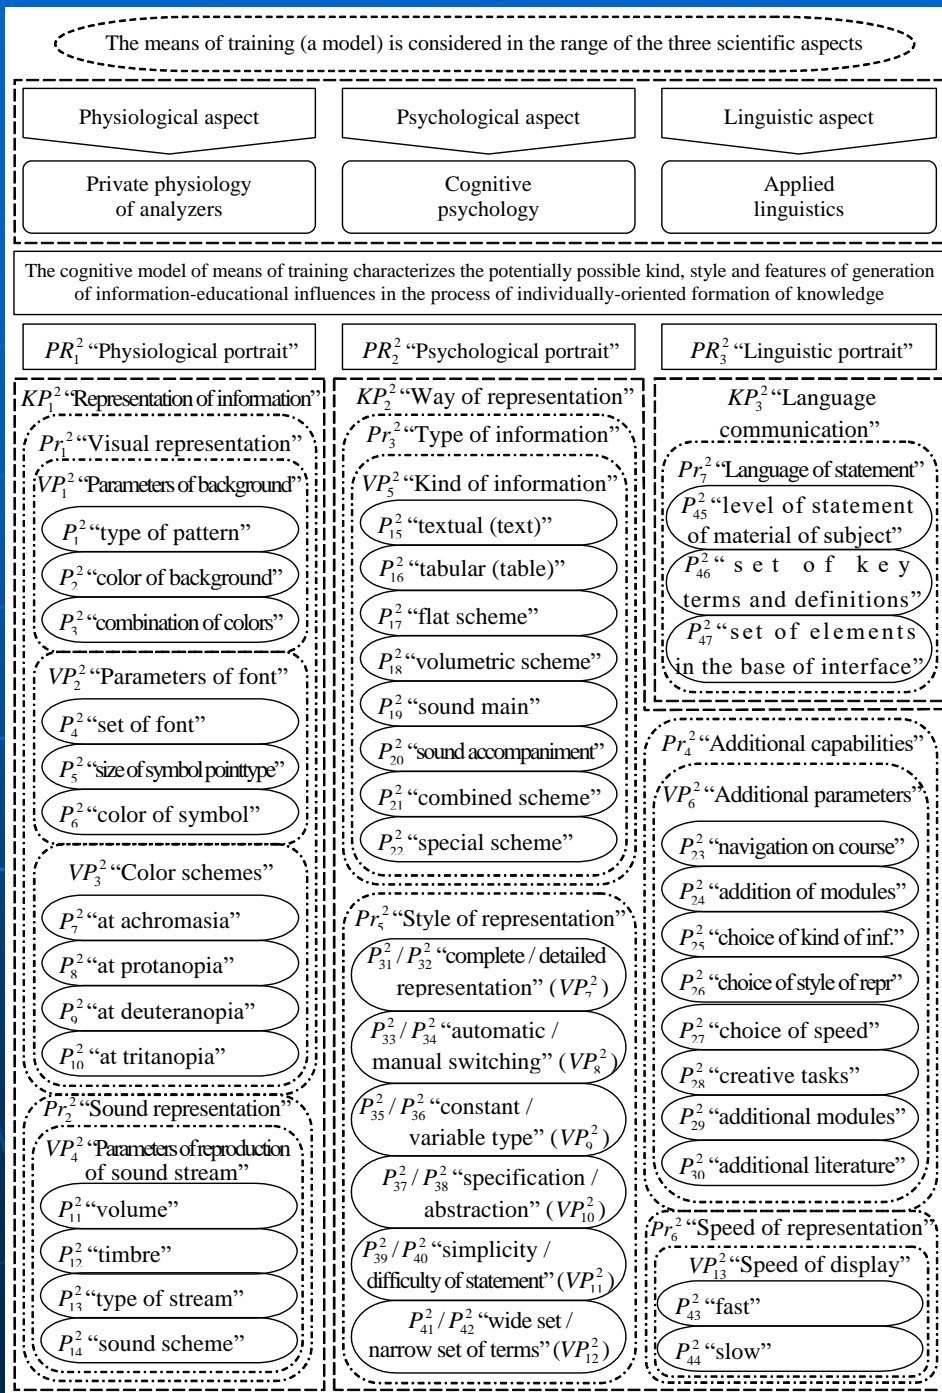 The means of training (a model) is considered in the range of the three scientific aspects
Physiological aspect
Psychological aspect
Linguistic aspect
Private physiology
of analyzers
Cognitive
psychology
Applied
linguistics
The cognitive model of means of training characterizes the potentially possible kind, style and features of generation
of information-educational influences in the process of individually-oriented formation of knowledge
PR₁² “Physiological portrait”
PR₂² “Psychological portrait”
PR₃² “Linguistic portrait”
KP₁² “Representation of information”
Pr₁² “Visual representation”
VP₁² “Parameters of background”
P₁² “type of pattern”
P₂² “color of background”
P₃² “combination of colors”
VP₂² “Parameters of font”
P₄² “set of font”
P₅² “size of symbol pointtype”
P₆² “color of symbol”
VP₃² “Color schemes”
P₇² “at achromasia”
P₈² “at protanopia”
P₉² “at deuteranopia”
P₁₀² “at tritanopia”
Pr₂² “Sound representation”
VP₄² “Parameters of reproduction
of sound stream”
P₁₁² “volume”
P₁₂² “timbre”
P₁₃² “type of stream”
P₁₄² “sound scheme”
KP₂² “Way of representation”
Pr₃² “Type of information”
VP₅² “Kind of information”
P₁₅² “textual (text)”
P₁₆² “tabular (table)”
P₁₇² “flat scheme”
P₁₈² “volumetric scheme”
P₁₉² “sound main”
P₂₀² “sound accompaniment”
P₂₁² “combined scheme”
P₂₂² “special scheme”
Pr₅² “Style of representation”
P₃₁² / P₃₂² “complete / detailed
representation” (VP₇²)
P₃₃² / P₃₄² “automatic /
manual switching” (VP₈²)
P₃₅² / P₃₆² “constant /
variable type” (VP₉²)
P₃₇² / P₃₈² “specification /
abstraction” (VP₁₀²)
P₃₉² / P₄₀² “simplicity /
difficulty of statement” (VP₁₁²)
P₄₁² / P₄₂² “wide set /
narrow set of terms” (VP₁₂²)
KP₃² “Language
communication”
Pr₇² “Language of statement”
P₄₅² “level of statement
of material of subject”
P₄₆² “set of key
terms and definitions”
P₄₇² “set of elements
in the base of interface”
Pr₄² “Additional capabilities”
VP₆² “Additional parameters”
P₂₃² “navigation on course”
P₂₄² “addition of modules”
P₂₅² “choice of kind of inf.”
P₂₆² “choice of style of repr”
P₂₇² “choice of speed”
P₂₈² “creative tasks”
P₂₉² “additional modules”
P₃₀² “additional literature”
Pr₆² “Speed of representation”
VP₁₃² “Speed of display”
P₄₃² “fast”
P₄₄² “slow”